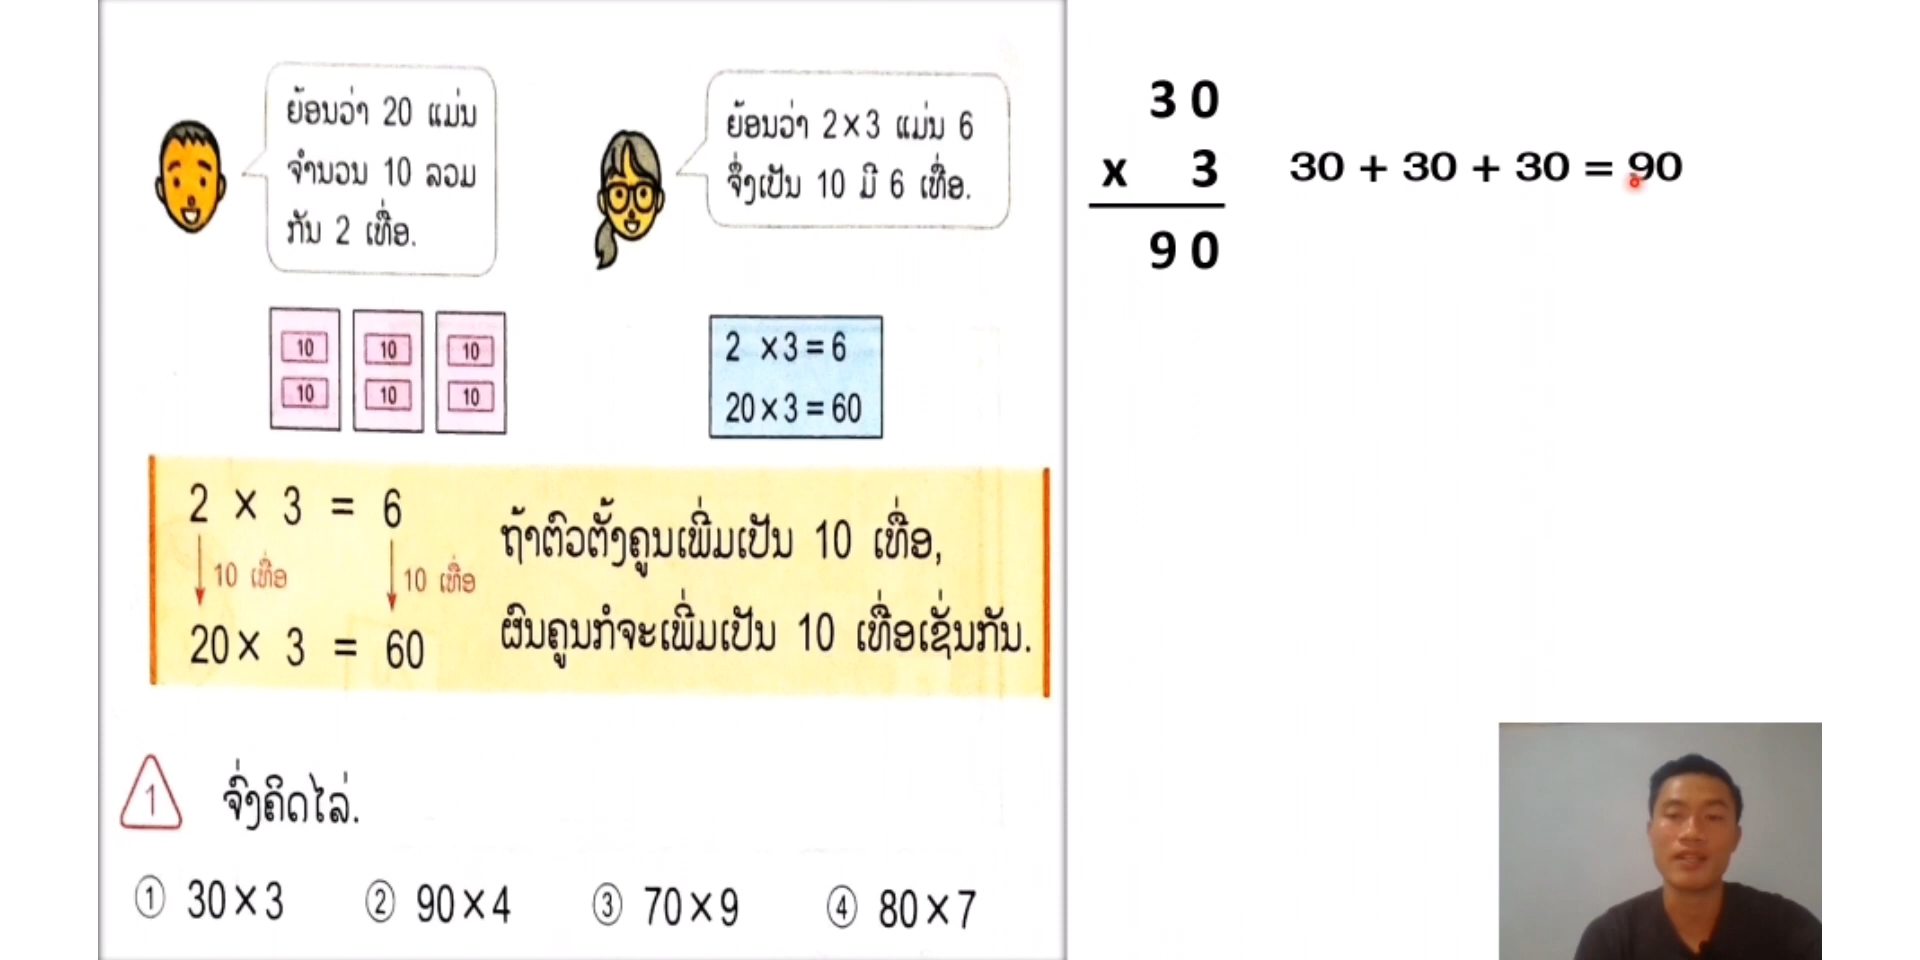 ຍ້ອນວ່າ 20 ແມ່ນ
ຈຳນວນ 10 ລວມ
ກັນ 2 ເທື່ອ.
ຍ້ອນວ່າ 2×3 ແມ່ນ 6
ຈຶ່ງເປັນ 10 ມີ 6 ເທື່ອ.
10 10 10
10 10 10
2 ×3=6
20×3=60
2 × 3 = 6
10 ເທື່ອ 10 ເທື່ອ
20× 3 = 60
ຖ້າຕົວຕັ້ງຄູນເພີ່ມເປັນ 10 ເທື່ອ,
ຜົນຄູນກໍຈະເພີ່ມເປັນ 10 ເທື່ອເຊັ່ນກັນ.
1 ຈົ່ງຄິດໄລ່.
① 30×3 ② 90×4 ③ 70×9 ④ 80×7
30
x 3
90
30 + 30 + 30 = 90